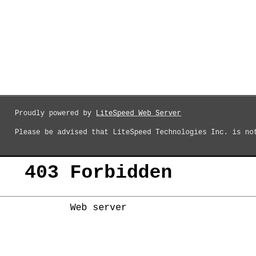 Proudly powered by LiteSpeed Web Server
Please be advised that LiteSpeed Technologies Inc. is not
403 Forbidden
Web server